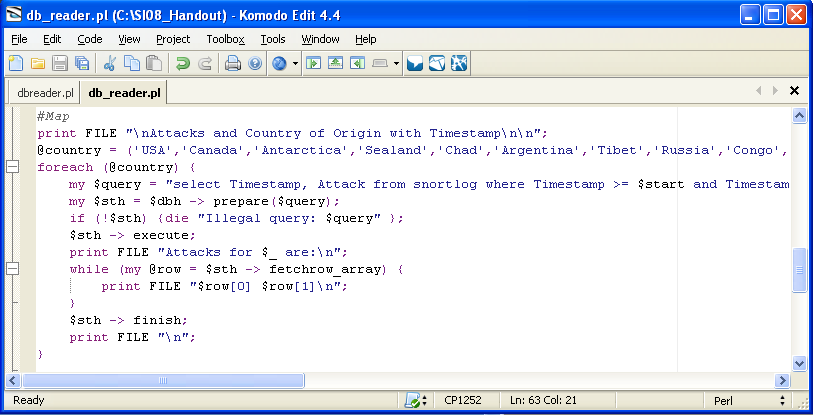 db_reader.pl (C:\SI08_Handout) - Komodo Edit 4.4
File Edit Code View Project Toolbox Tools Window Help
dbreader.pl db_reader.pl
#Map
print FILE "\nAttacks and Country of Origin with Timestamp\n\n";
@country = ('USA','Canada','Antarctica','Sealand','Chad','Argentina','Tibet','Russia','Congo',
foreach (@country) {
my $query = "select Timestamp, Attack from snortlog where Timestamp >= $start and Timestam
my $sth = $dbh -> prepare($query);
if (!$sth) {die "Illegal query: $query" };
$sth -> execute;
print FILE "Attacks for $_ are:\n";
while (my @row = $sth -> fetchrow_array) {
print FILE "$row[0] $row[1]\n";
}
$sth -> finish;
print FILE "\n";
}
Ready CP1252 Ln: 63 Col: 21 Perl